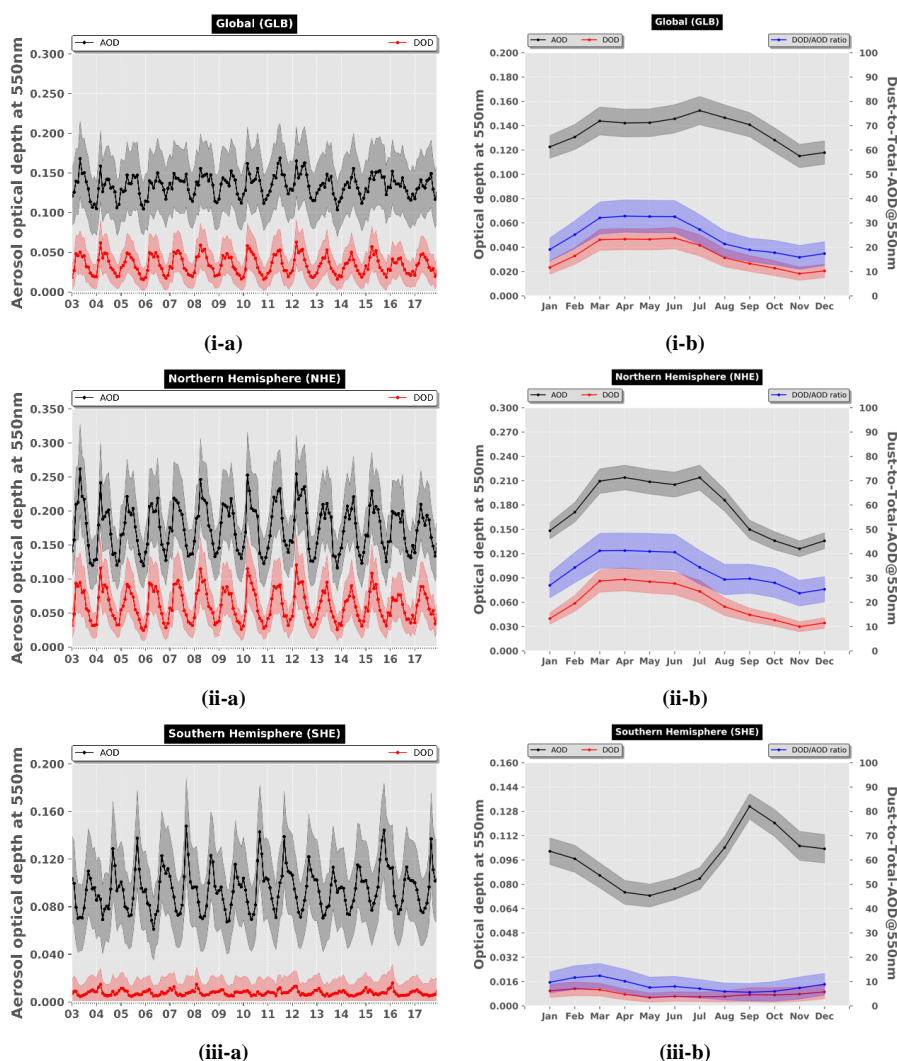 Global (GLB)
AOD
DOD
0.300
0.250
0.200
0.150
0.100
0.050
0.000
Aerosol optical depth at 550nm
03 04 05 06 07 08 09 10 11 12 13 14 15 16 17
(i-a)
Global (GLB)
AOD
DOD
DOD/AOD ratio
0.200
0.180
0.160
0.140
0.120
0.100
0.080
0.060
0.040
0.020
0.000
Optical depth at 550nm
100
90
80
70
60
50
40
30
20
10
0
Dust-to-Total-AOD@550nm
Jan Feb Mar Apr May Jun Jul Aug Sep Oct Nov Dec
(i-b)
Northern Hemisphere (NHE)
AOD
DOD
0.350
0.300
0.250
0.200
0.150
0.100
0.050
0.000
Aerosol optical depth at 550nm
03 04 05 06 07 08 09 10 11 12 13 14 15 16 17
(ii-a)
Northern Hemisphere (NHE)
AOD
DOD
DOD/AOD ratio
0.300
0.270
0.240
0.210
0.180
0.150
0.120
0.090
0.060
0.030
0.000
Optical depth at 550nm
100
90
80
70
60
50
40
30
20
10
0
Dust-to-Total-AOD@550nm
Jan Feb Mar Apr May Jun Jul Aug Sep Oct Nov Dec
(ii-b)
Southern Hemisphere (SHE)
AOD
DOD
0.200
0.160
0.120
0.080
0.040
0.000
Aerosol optical depth at 550nm
03 04 05 06 07 08 09 10 11 12 13 14 15 16 17
(iii-a)
Southern Hemisphere (SHE)
AOD
DOD
DOD/AOD ratio
0.160
0.144
0.128
0.112
0.096
0.080
0.064
0.048
0.032
0.016
0.000
Optical depth at 550nm
100
90
80
70
60
50
40
30
20
10
0
Dust-to-Total-AOD@550nm
Jan Feb Mar Apr May Jun Jul Aug Sep Oct Nov Dec
(iii-b)